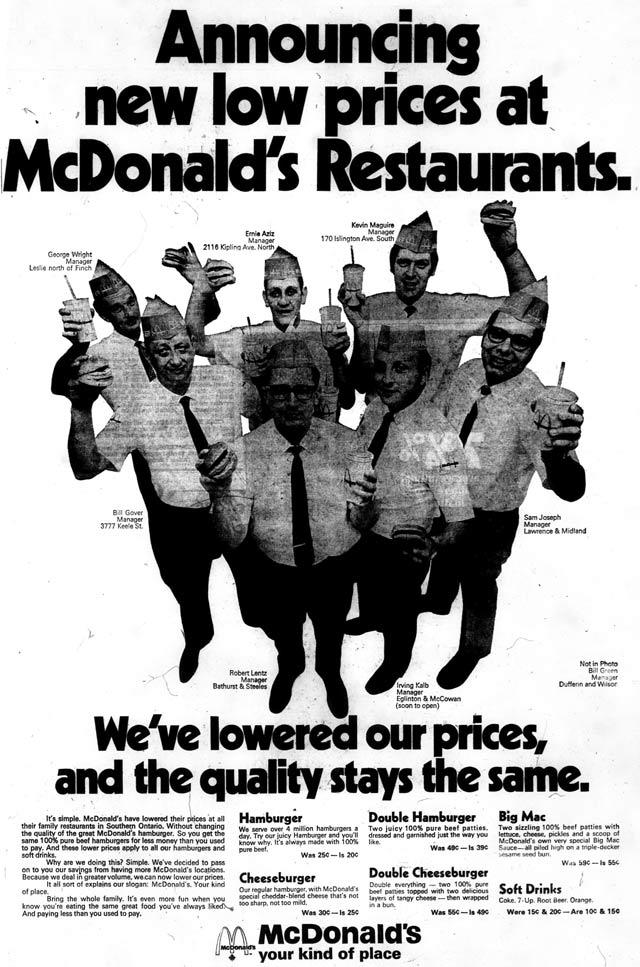 Announcing
new low prices at
McDonald's Restaurants.
George Wright
Manager
Leslie north of Finch
Ernie Aziz
Manager
2116 Kipling Ave. North
Kevin Maguire
Manager
170 Islington Ave. South
Bill Gover
Manager
3777 Keele St.
Sam Joseph
Manager
Lawrence & Midland
Robert Lentz
Manager
Bathurst & Steeles
Irving Kalb
Manager
Eglinton & McCowan
(soon to open)
Not in Photo
Bill Green
Manager
Dufferin and Wilson
We've lowered our prices,
and the quality stays the same.
It's simple. McDonald's have lowered their prices at all
their family restaurants in Southern Ontario. Without changing
the quality of the great McDonald's hamburger. So you get the
same 100% pure beef hamburgers for less money than you used
to pay. And these lower prices apply to all our hamburgers and
soft drinks.
Why are we doing this? Simple. We've decided to pass
on to you our savings from having more McDonald's locations.
Because we deal in greater volume, we can now lower our prices.
It all sort of explains our slogan: McDonald's. Your kind
of place.
Bring the whole family. It's even more fun when you
know you're eating the same great food you've always liked.
And paying less than you used to pay.
Hamburger
We serve over 4 million hamburgers a
day. Try our juicy Hamburger and you'll
know why. It's always made with 100%
pure beef.
Was 25¢ — Is 20¢
Cheeseburger
Our regular hamburger, with McDonald's
special cheddar-blend cheese that's not
too sharp, not too mild.
Was 30¢ — Is 25¢
Double Hamburger
Two juicy 100% pure beef patties,
dressed and garnished just the way you
like.
Was 49¢ — Is 39¢
Double Cheeseburger
Double everything — two 100% pure
beef patties topped with two delicious
layers of tangy cheese — then wrapped
in a bun.
Was 55¢ — Is 49¢
Big Mac
Two sizzling 100% beef patties with
lettuce, cheese, pickles and a scoop of
McDonald's own very special Big Mac
sauce — all piled high on a triple-decker
sesame seed bun.
Was 59¢ — Is 55¢
Soft Drinks
Coke, 7-Up, Root Beer, Orange.
Were 15¢ & 20¢ — Are 10¢ & 15¢
McDonald's
McDonald's
your kind of place